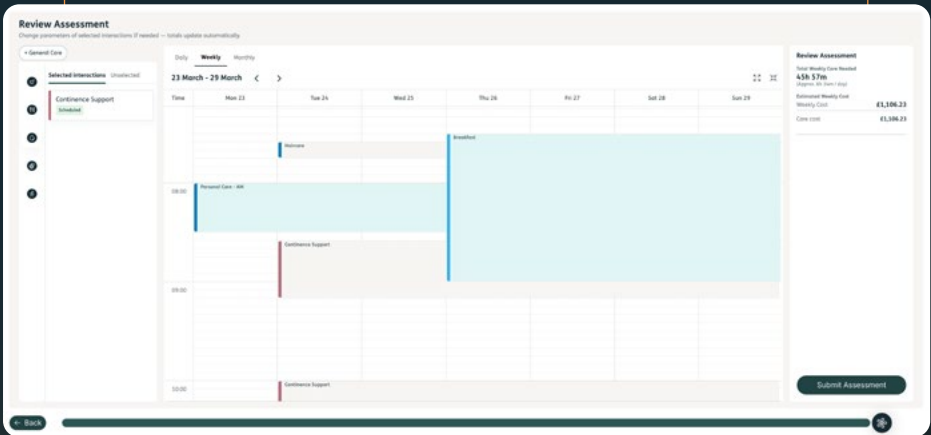 Review Assessment
Change parameters of selected interactions if needed — totals update automatically.
+ General Care
Selected Interactions Unselected
Continence Support
Scheduled
Daily Weekly Monthly
23 March - 29 March
Time Mon 23 Tue 24 Wed 25 Thu 26 Fri 27 Sat 28 Sun 29
Breakfast
Haircare
08:00
Personal Care - AM
Continence Support
09:00
10:00
Continence Support
Review Assessment
Total Weekly Care Needed
45h 57m
Estimated Weekly Cost
Weekly Cost £1,106.23
Care cost £1,106.23
Submit Assessment
← Back